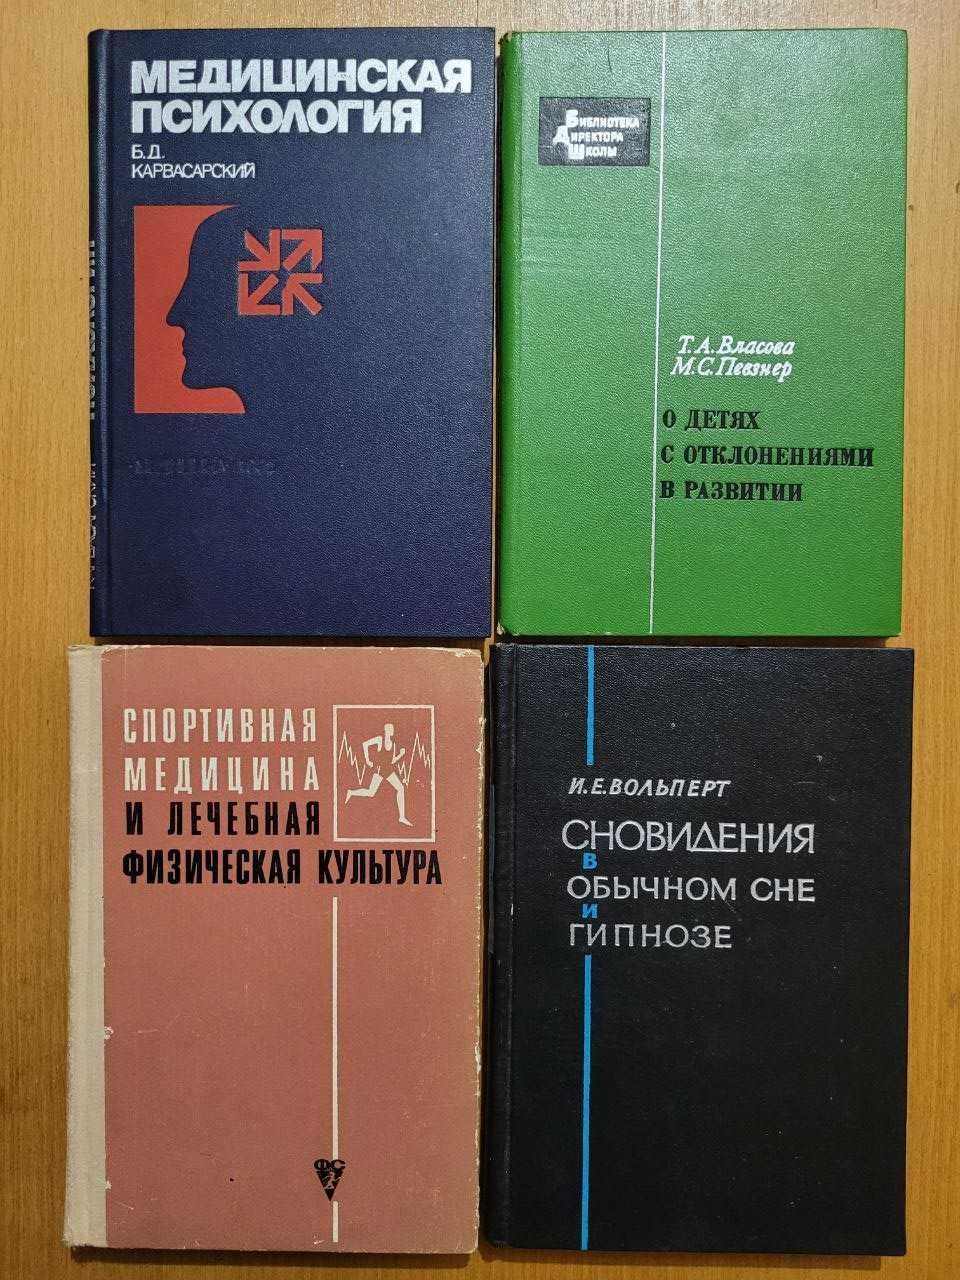 МЕДИЦИНСКАЯ
ПСИХОЛОГИЯ
Б.Д.
КАРВАСАРСКИЙ
БИБЛИОТЕКА
ДИРЕКТОРА
ШКОЛЫ
Т.А.Власова
М.С.Певзнер
О ДЕТЯХ
С ОТКЛОНЕНИЯМИ
В РАЗВИТИИ
СПОРТИВНАЯ
МЕДИЦИНА
И ЛЕЧЕБНАЯ
ФИЗИЧЕСКАЯ КУЛЬТУРА
ФС
И.Е.ВОЛЬПЕРТ
СНОВИДЕНИЯ
В
ОБЫЧНОМ СНЕ
И
ГИПНОЗЕ